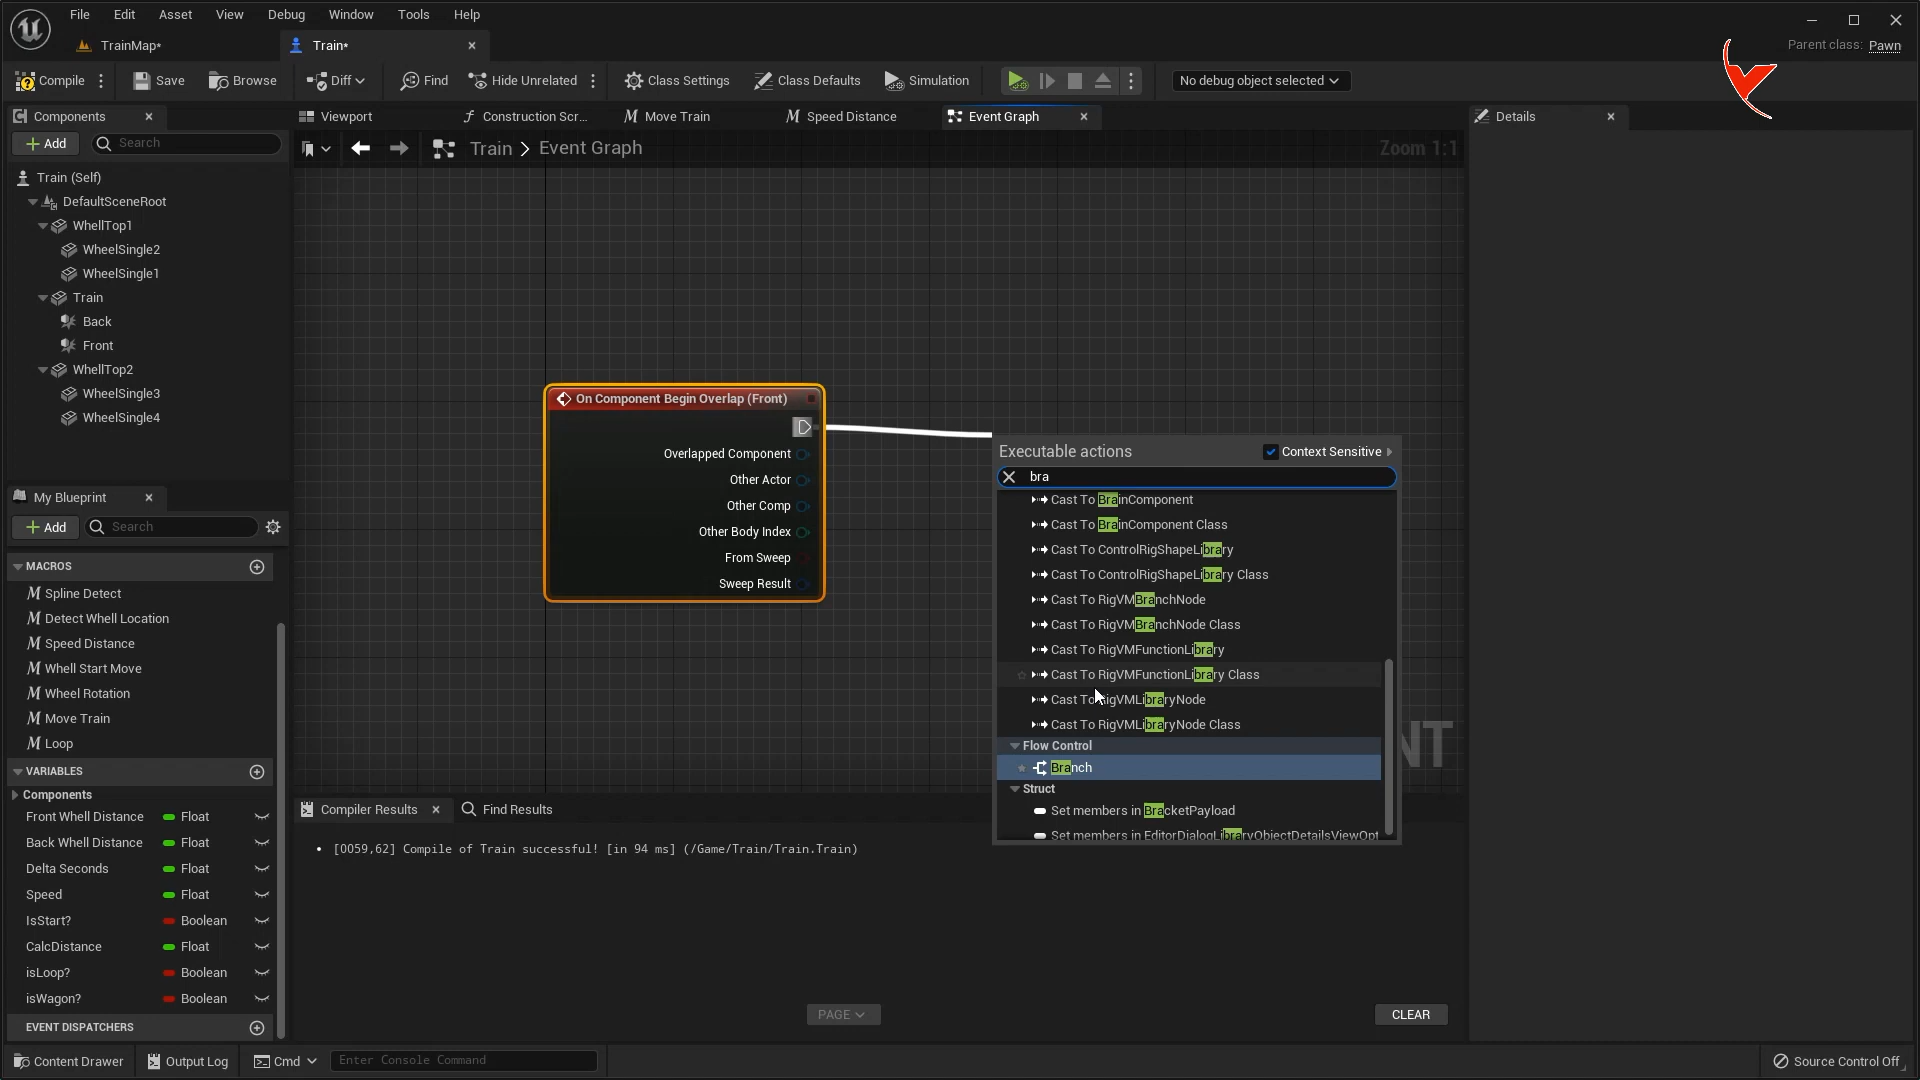 File Edit Asset View Debug Window Tools Help
TrainMap*
Train*
Parent class: Pawn
Compile
Save
Browse
Diff
Find
Hide Unrelated
Class Settings
Class Defaults
Simulation
No debug object selected
Components
Viewport
Construction Scr...
Move Train
Speed Distance
Event Graph
Details
+ Add
Search
Train > Event Graph
Zoom 1:1
Train (Self)
DefaultSceneRoot
WhellTop1
WheelSingle2
WheelSingle1
Train
Back
Front
WhellTop2
WheelSingle3
WheelSingle4
On Component Begin Overlap (Front)
Overlapped Component
Other Actor
Other Comp
Other Body Index
From Sweep
Sweep Result
Executable actions
Context Sensitive
bra
Cast To BrainComponent
Cast To BrainComponent Class
Cast To ControlRigShapeLibrary
Cast To ControlRigShapeLibrary Class
Cast To RigVMBranchNode
Cast To RigVMBranchNode Class
Cast To RigVMFunctionLibrary
Cast To RigVMFunctionLibrary Class
Cast To RigVMLibraryNode
Cast To RigVMLibraryNode Class
Flow Control
Branch
Struct
Set members in BracketPayload
Set members in EditorDialogLibraryObjectDetailsViewOpt
My Blueprint
+ Add
Search
MACROS
Spline Detect
Detect Whell Location
Speed Distance
Whell Start Move
Wheel Rotation
Move Train
Loop
VARIABLES
Components
Front Whell Distance Float
Back Whell Distance Float
Delta Seconds Float
Speed Float
IsStart? Boolean
CalcDistance Float
isLoop? Boolean
isWagon? Boolean
EVENT DISPATCHERS
Compiler Results
Find Results
• [0059,62] Compile of Train successful! [in 94 ms] (/Game/Train/Train.Train)
PAGE
CLEAR
Content Drawer
Output Log
Cmd
Enter Console Command
Source Control Off